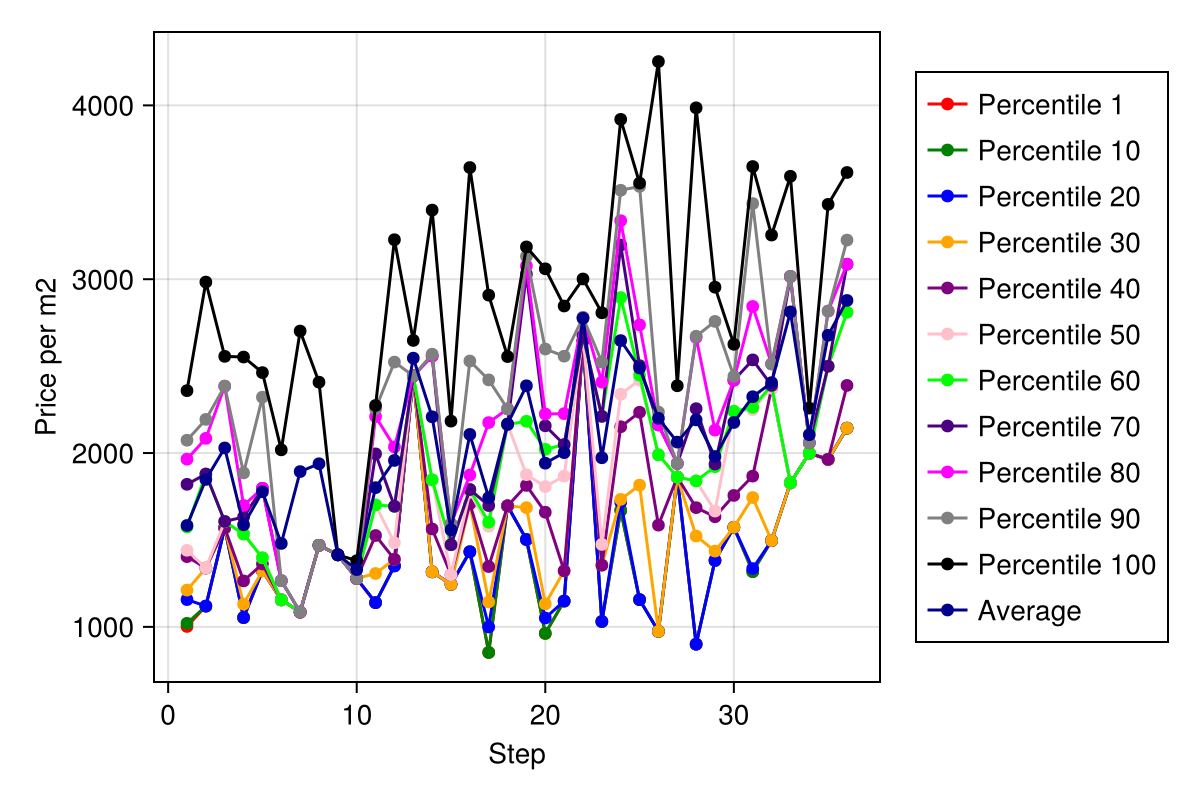 4000
3000
2000
1000
Price per m2
0 10 20 30
Step
Percentile 1
Percentile 10
Percentile 20
Percentile 30
Percentile 40
Percentile 50
Percentile 60
Percentile 70
Percentile 80
Percentile 90
Percentile 100
Average